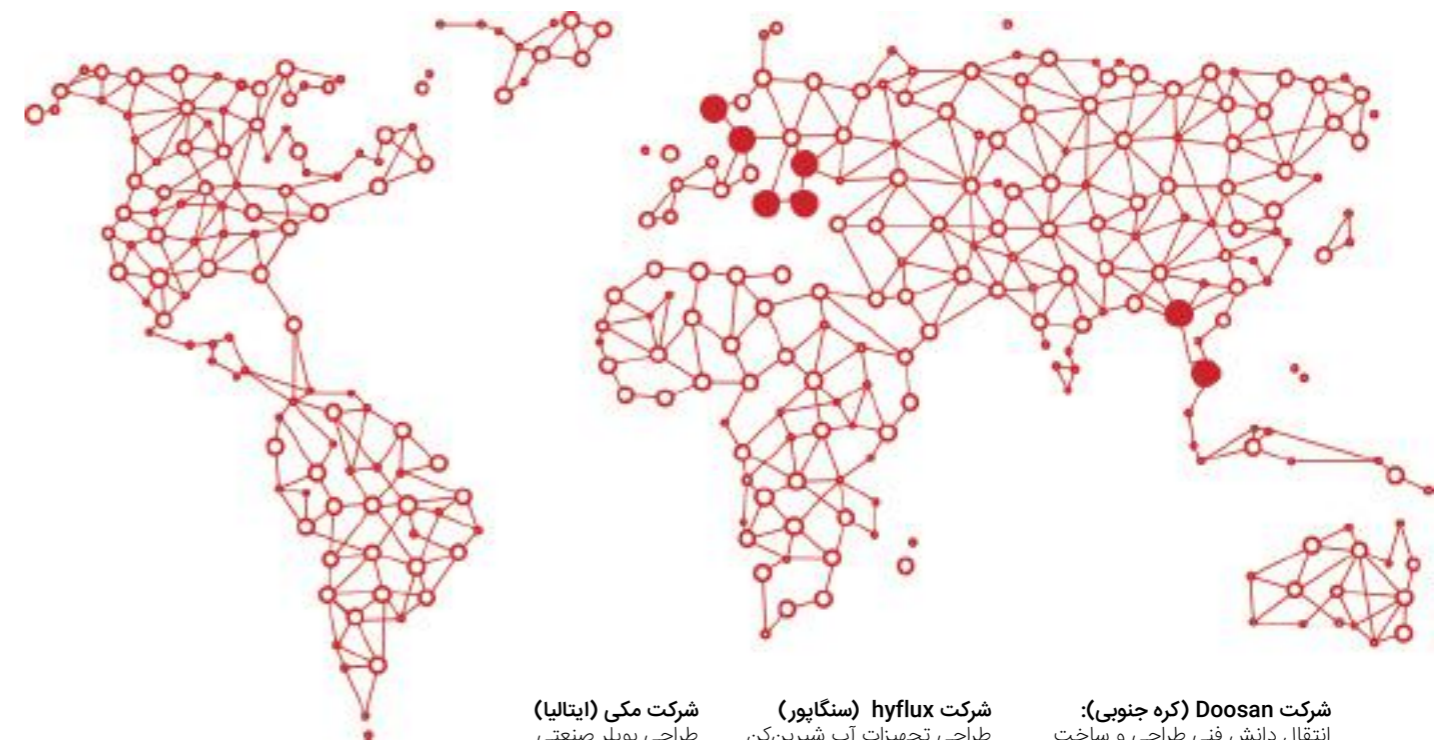 شرکت Doosan (کره جنوبی):
انتقال دانش فنی طراحی و ساخت
شرکت hyflux (سنگاپور)
طراحی تجهیزات آب شیرین‌کن
شرکت مکی (ایتالیا)
طراحی بویلر صنعتی